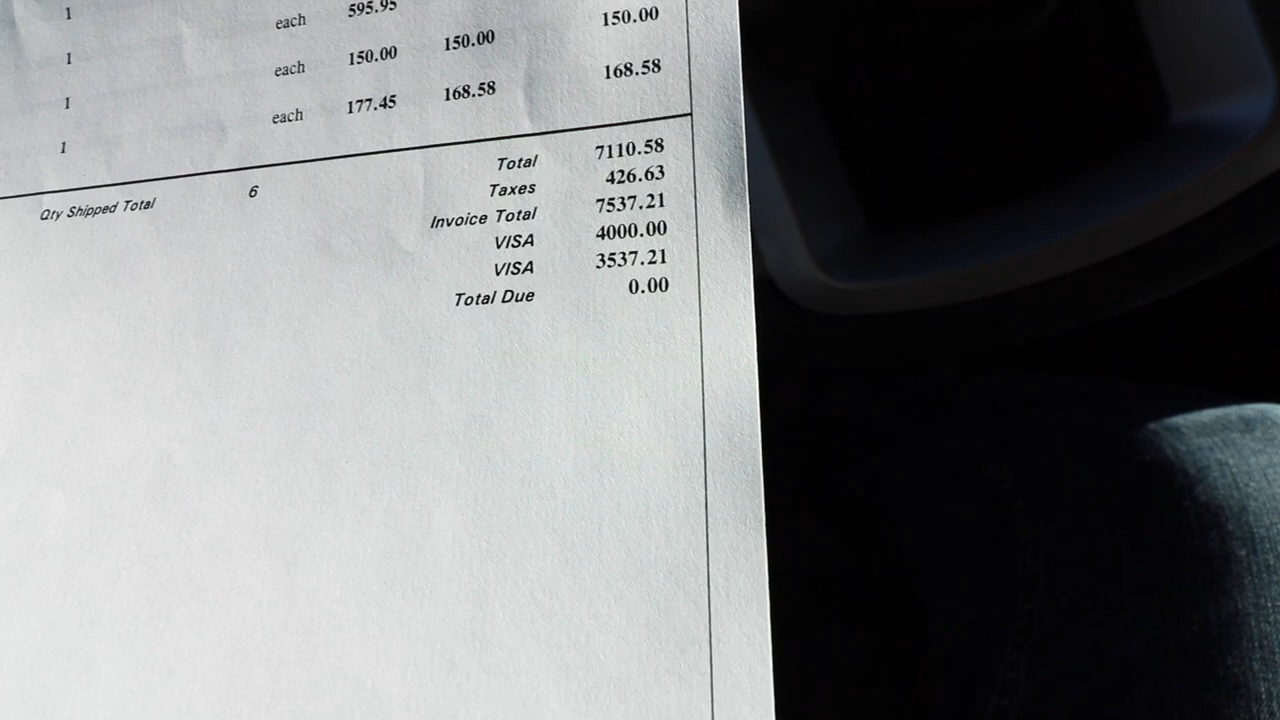 1 each 595.95
1 each 150.00 150.00 150.00
1 each 177.45 168.58 168.58
1
Qty Shipped Total 6
Total 7110.58
Taxes 426.63
Invoice Total 7537.21
VISA 4000.00
VISA 3537.21
Total Due 0.00